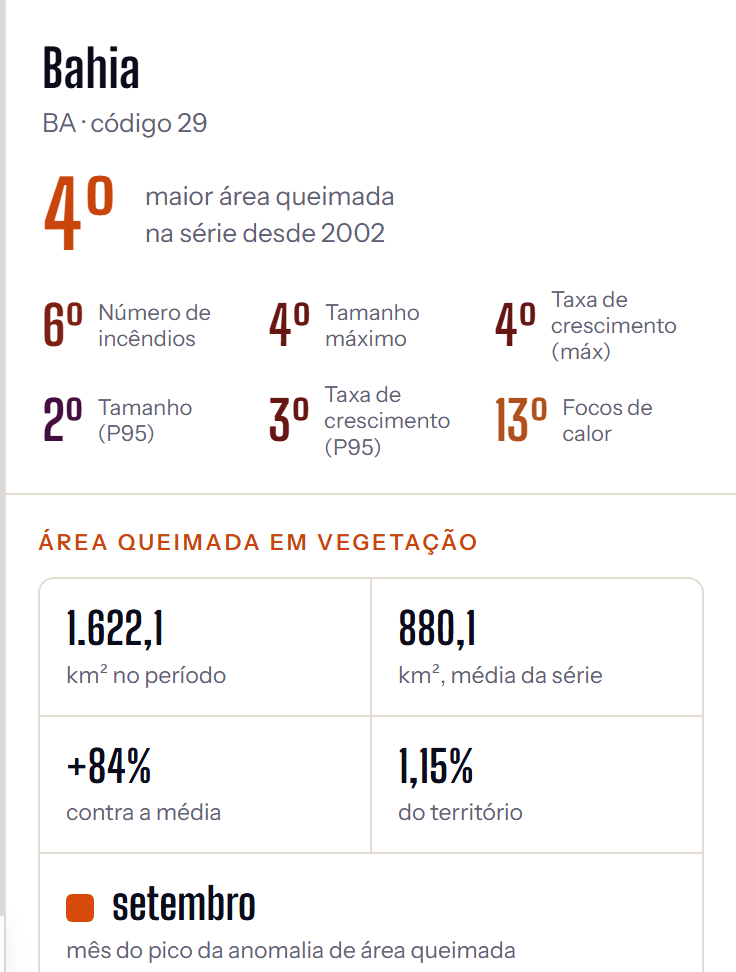 Bahia
BA · código 29
4º
maior área queimada
na série desde 2002
6º
Número de
incêndios
4º
Tamanho
máximo
4º
Taxa de
crescimento
(máx)
2º
Tamanho
(P95)
3º
Taxa de
crescimento
(P95)
13º
Focos de
calor
ÁREA QUEIMADA EM VEGETAÇÃO
1.622,1
km² no período
880,1
km², média da série
+84%
contra a média
1,15%
do território
setembro
mês do pico da anomalia de área queimada